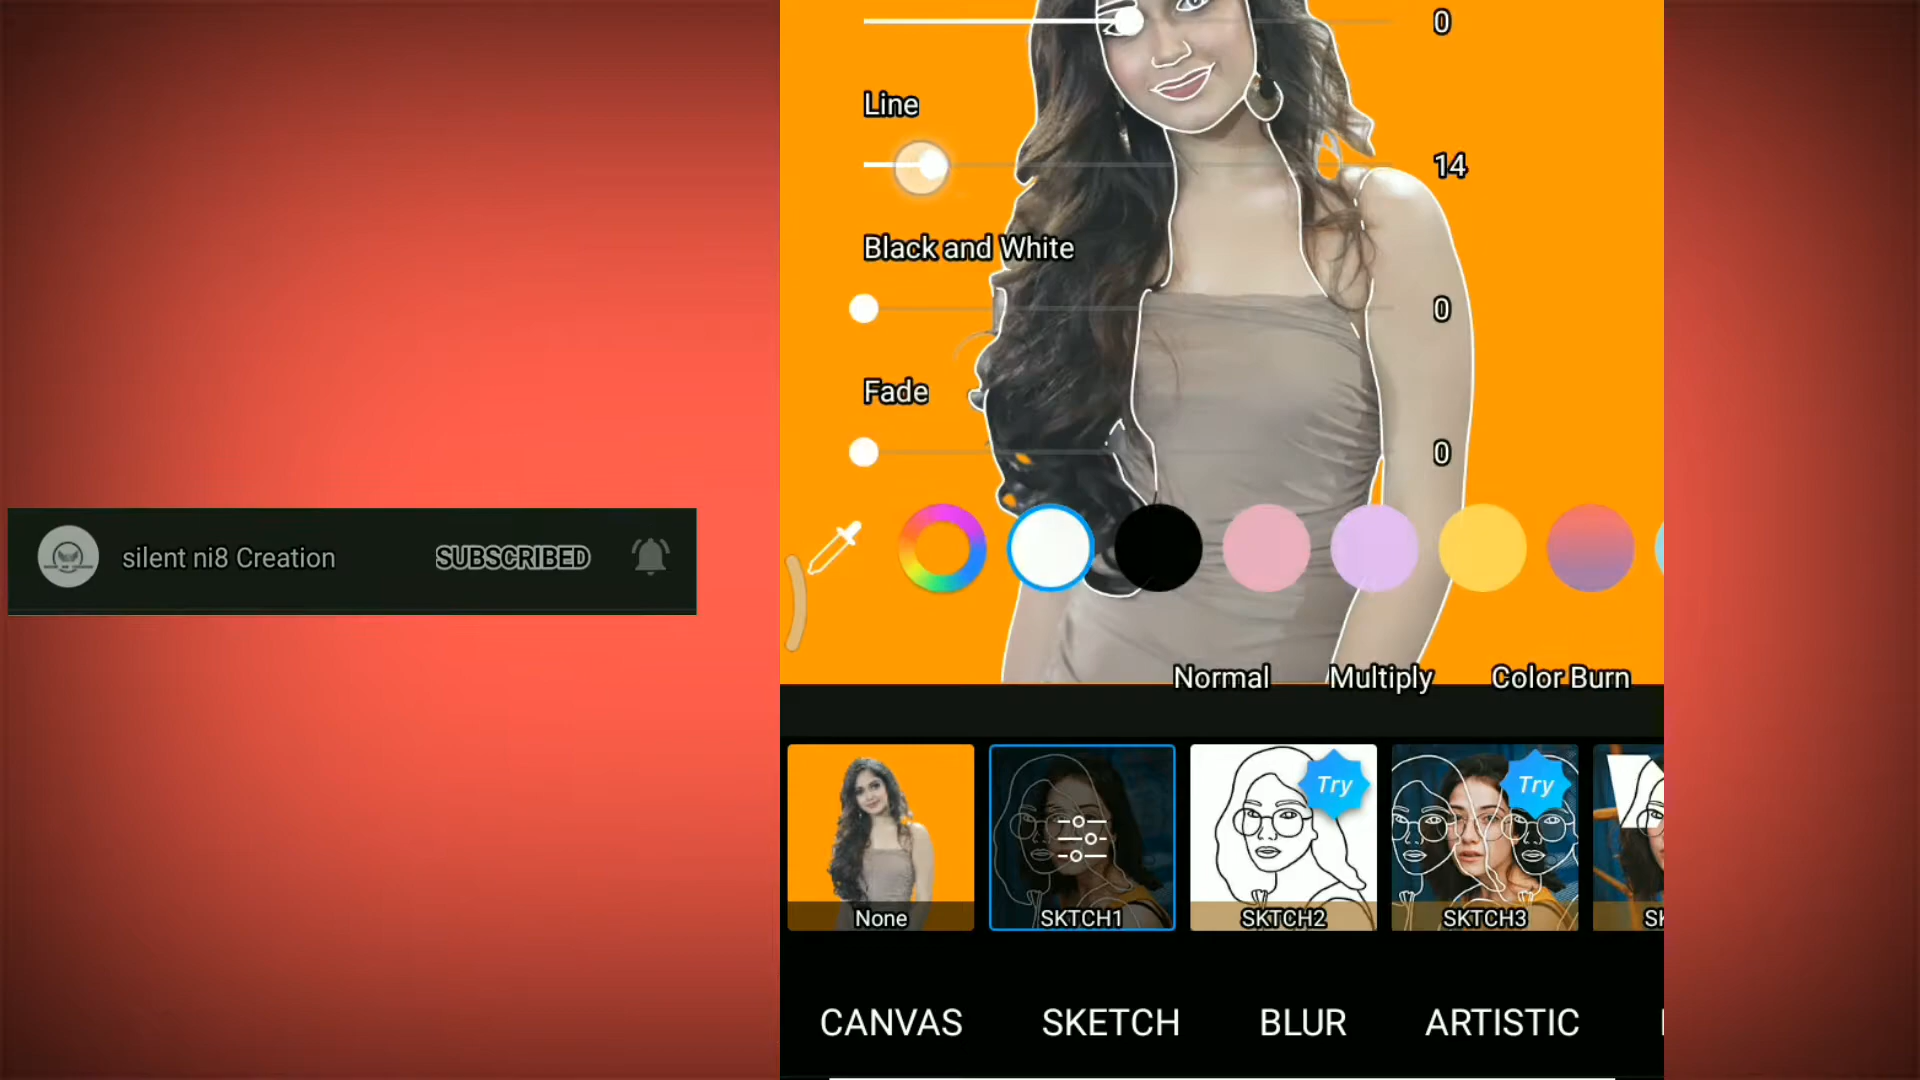 0
Line
14
Black and White
0
Fade
0
silent ni8 Creation
SUBSCRIBED
Normal
Multiply
Color Burn
Try
Try
None
SKTCH1
SKTCH2
SKTCH3
SK
CANVAS
SKETCH
BLUR
ARTISTIC